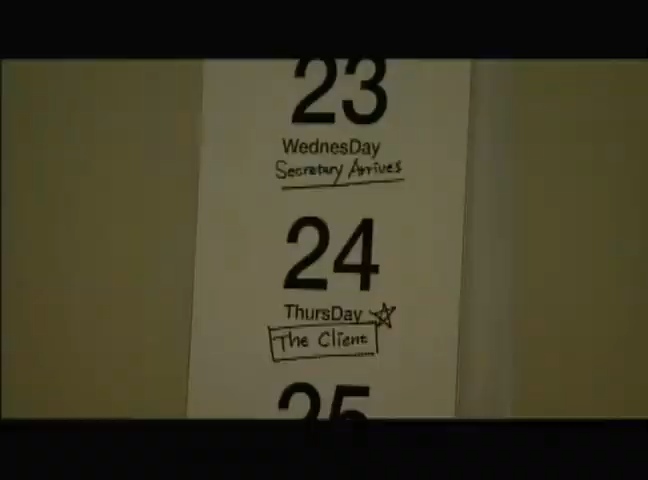 23
WednesDay
Secretary Arrives
24
ThursDay
The Client
25